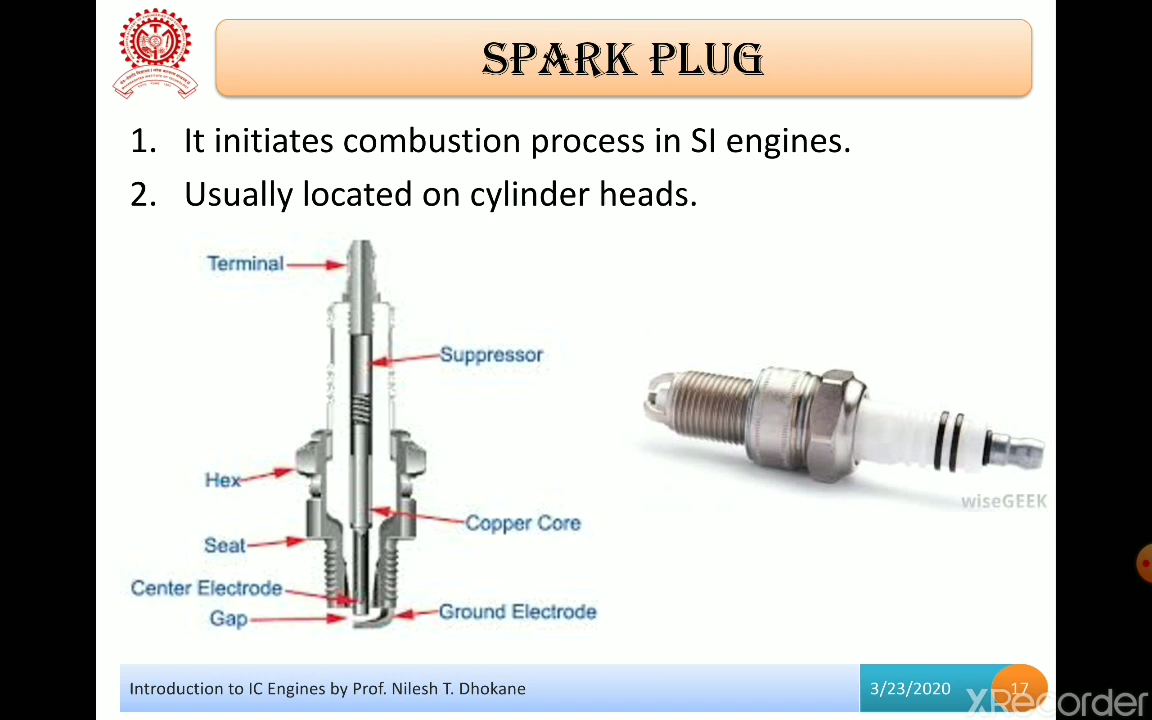 SPARK PLUG
1. It initiates combustion process in SI engines.
2. Usually located on cylinder heads.
Terminal
Suppressor
Hex
Copper Core
Seat
Center Electrode
Gap
Ground Electrode
wiseGEEK
Introduction to IC Engines by Prof. Nilesh T. Dhokane
3/23/2020
17
XRecorder